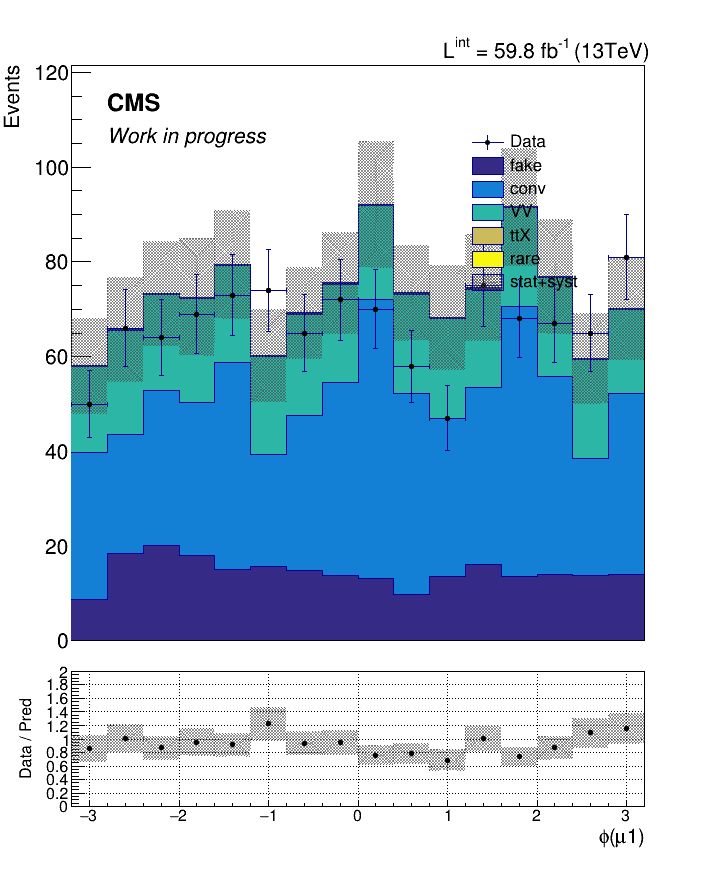 L^int = 59.8 fb^-1 (13TeV)
Events
120
100
80
60
40
20
0
CMS
Work in progress
Data
fake
conv
VV
ttX
rare
stat+syst
Data / Pred
2
1.8
1.6
1.4
1.2
1
0.8
0.6
0.4
0.2
0
−3 −2 −1 0 1 2 3
ϕ(μ1)